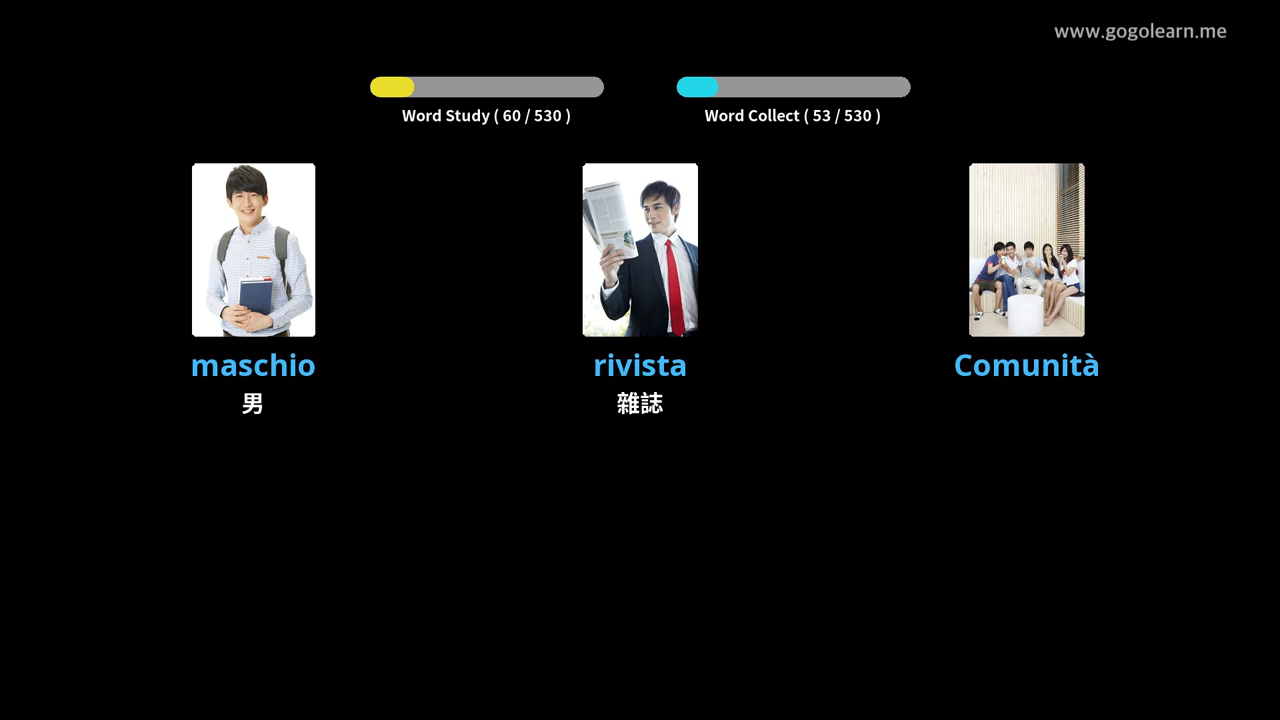 www.gogolearn.me
Word Study ( 60 / 530 )
Word Collect ( 53 / 530 )
maschio
男
rivista
雜誌
Comunità